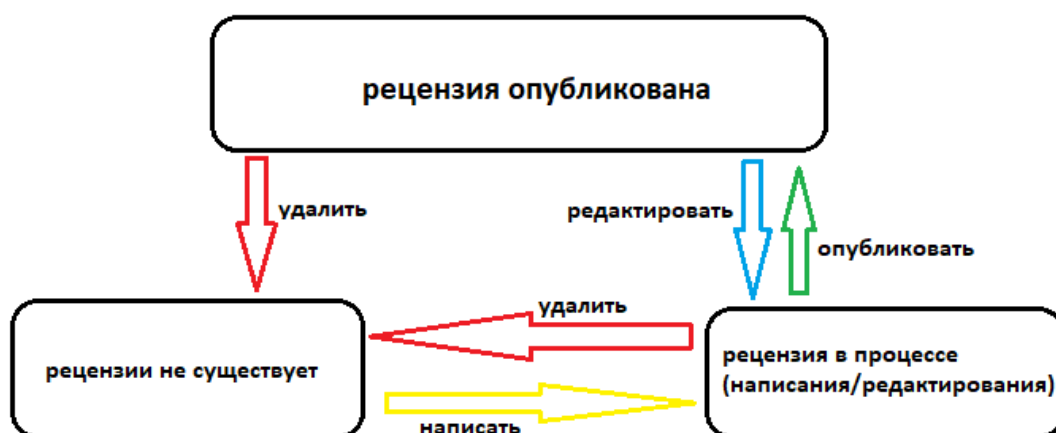 рецензия опубликована
удалить
редактировать
опубликовать
удалить
рецензии не существует
рецензия в процессе
(написания/редактирования)
написать